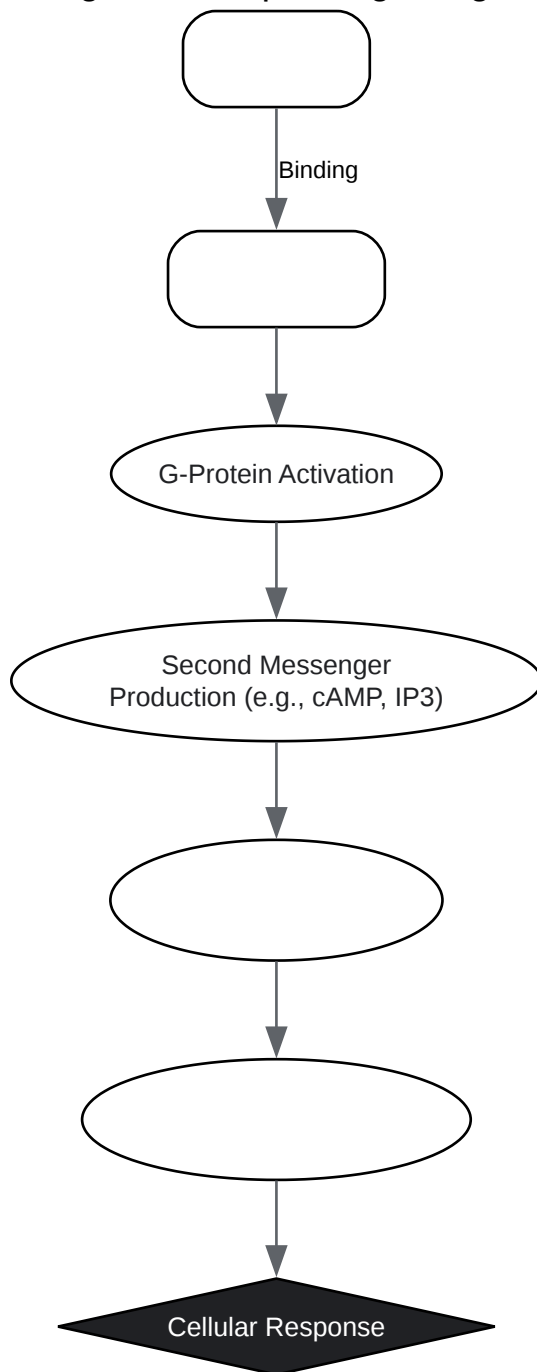 Binding
G-Protein Activation
Second Messenger
Production (e.g., cAMP, IP3)
Cellular Response